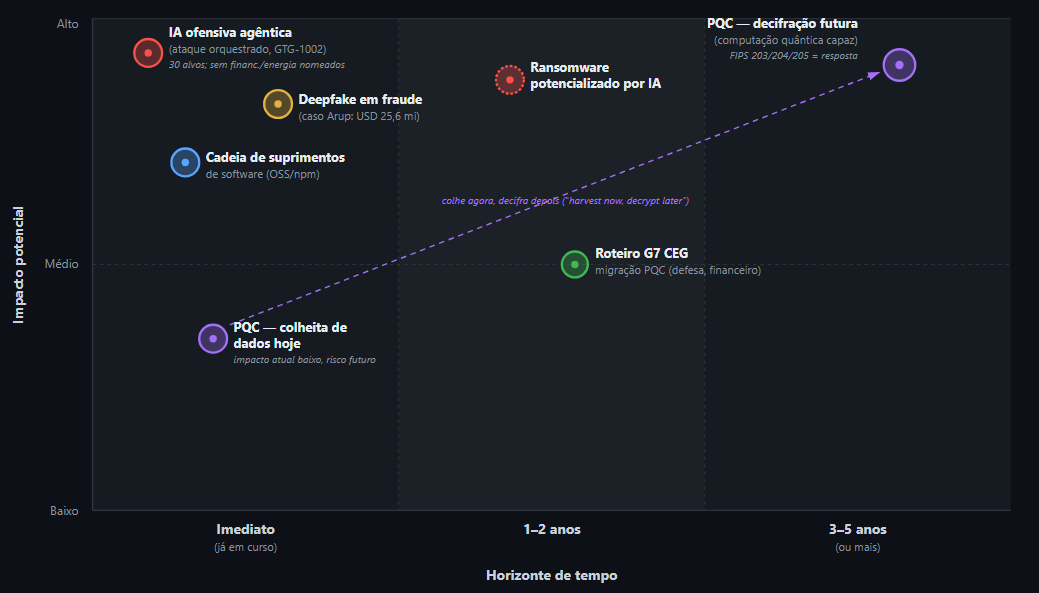 Alto
IA ofensiva agêntica
(ataque orquestrado, GTG-1002)
30 alvos; sem financ./energia nomeados
PQC — decifração futura
(computação quântica capaz)
FIPS 203/204/205 = resposta
Ransomware
potencializado por IA
Deepfake em fraude
(caso Arup: USD 25,6 mi)
Cadeia de suprimentos
de software (OSS/npm)
colhe agora, decifra depois ("harvest now, decrypt later")
Impacto potencial
Médio
Roteiro G7 CEG
migração PQC (defesa, financeiro)
PQC — colheita de
dados hoje
impacto atual baixo, risco futuro
Baixo
Imediato
(já em curso)
1–2 anos
3–5 anos
(ou mais)
Horizonte de tempo